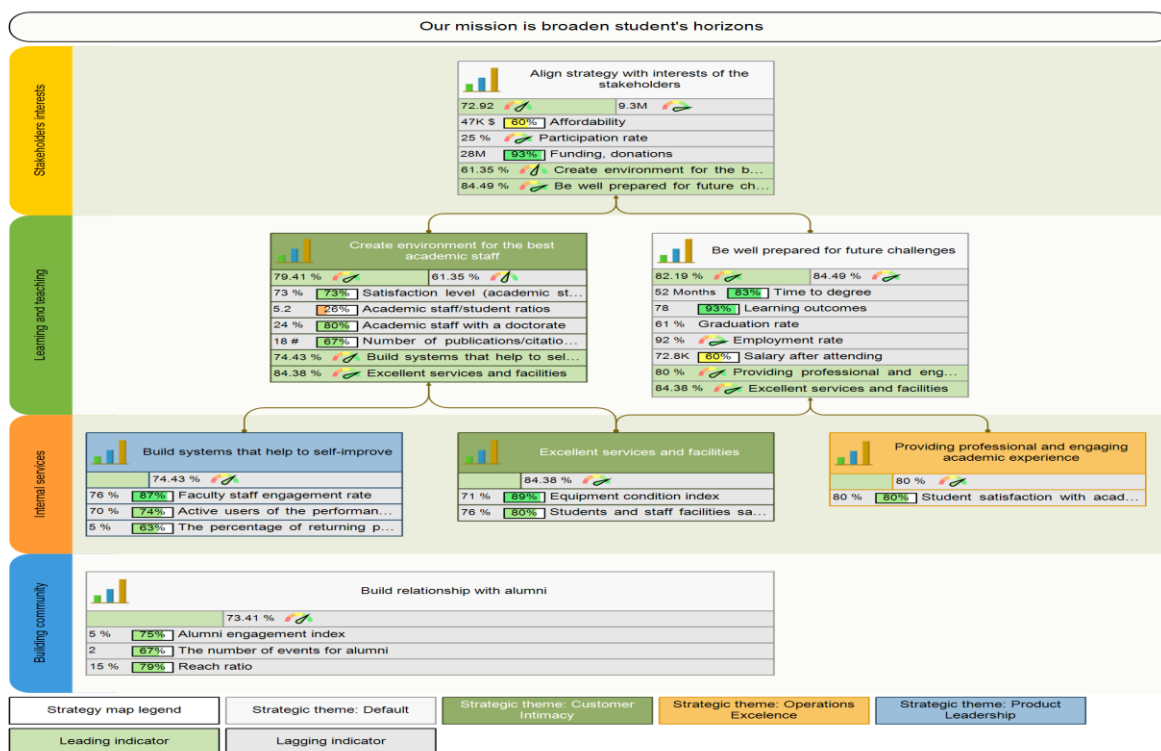 Our mission is broaden student's horizons
Stakeholders interests
Align strategy with interests of the
stakeholders
72.92 9.3M
47K $ 60% Affordability
25 % Participation rate
28M 93% Funding, donations
61.35 % Create environment for the b...
84.49 % Be well prepared for future ch...
Learning and teaching
Create environment for the best
academic staff
79.41 % 61.35 %
73 % 73% Satisfaction level (academic st...
5.2 26% Academic staff/student ratios
24 % 80% Academic staff with a doctorate
18 # 67% Number of publications/citatio...
74.43 % Build systems that help to sel...
84.38 % Excellent services and facilities
Be well prepared for future challenges
82.19 % 84.49 %
52 Months 83% Time to degree
78 93% Learning outcomes
61 % Graduation rate
92 % Employment rate
72.8K 60% Salary after attending
80 % Providing professional and eng...
84.38 % Excellent services and facilities
Internal services
Build systems that help to self-improve
74.43 %
76 % 87% Faculty staff engagement rate
70 % 74% Active users of the performan...
5 % 63% The percentage of returning p...
Excellent services and facilities
84.38 %
71 % 89% Equipment condition index
76 % 80% Students and staff facilities sa...
Providing professional and engaging
academic experience
80 %
80 % 80% Student satisfaction with acad...
Building community
Build relationship with alumni
73.41 %
5 % 75% Alumni engagement index
2 67% The number of events for alumni
15 % 79% Reach ratio
Strategy map legend
Strategic theme: Default
Strategic theme: Customer
Intimacy
Strategic theme: Operations
Excelence
Strategic theme: Product
Leadership
Leading indicator
Lagging indicator